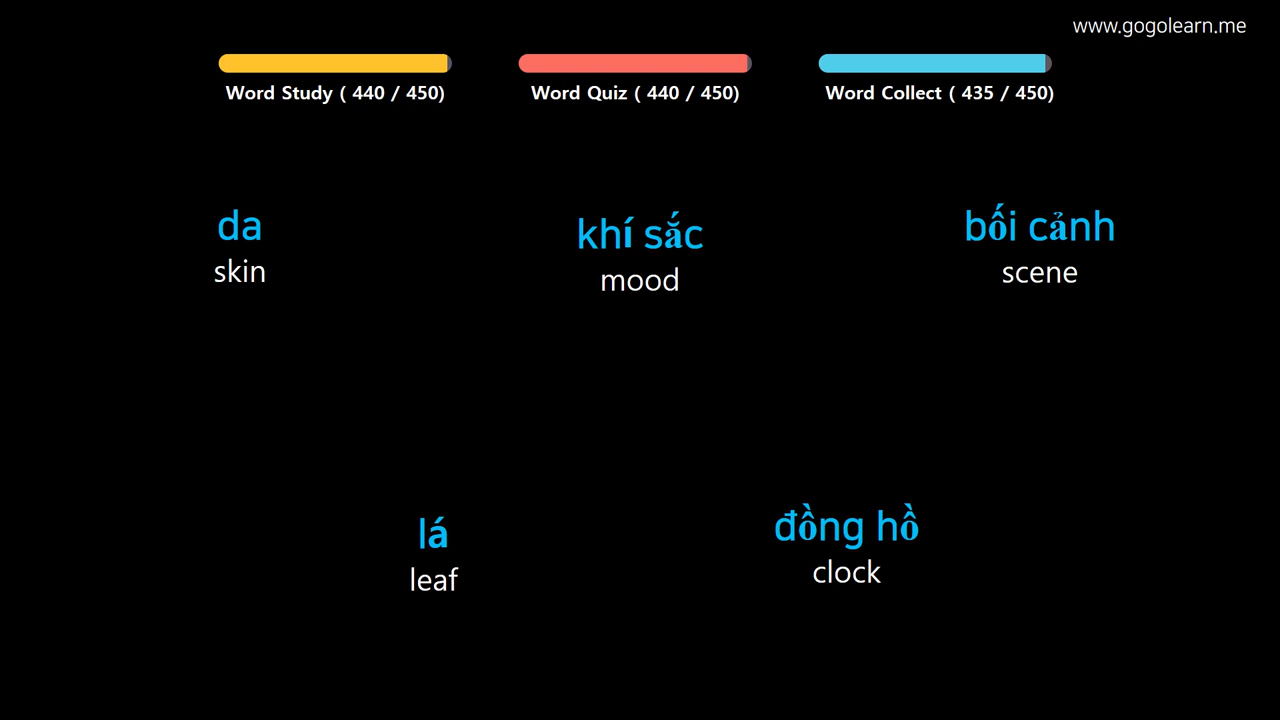 www.gogolearn.me
Word Study ( 440 / 450)
Word Quiz ( 440 / 450)
Word Collect ( 435 / 450)
da
skin
khí sắc
mood
bối cảnh
scene
lá
leaf
đồng hồ
clock